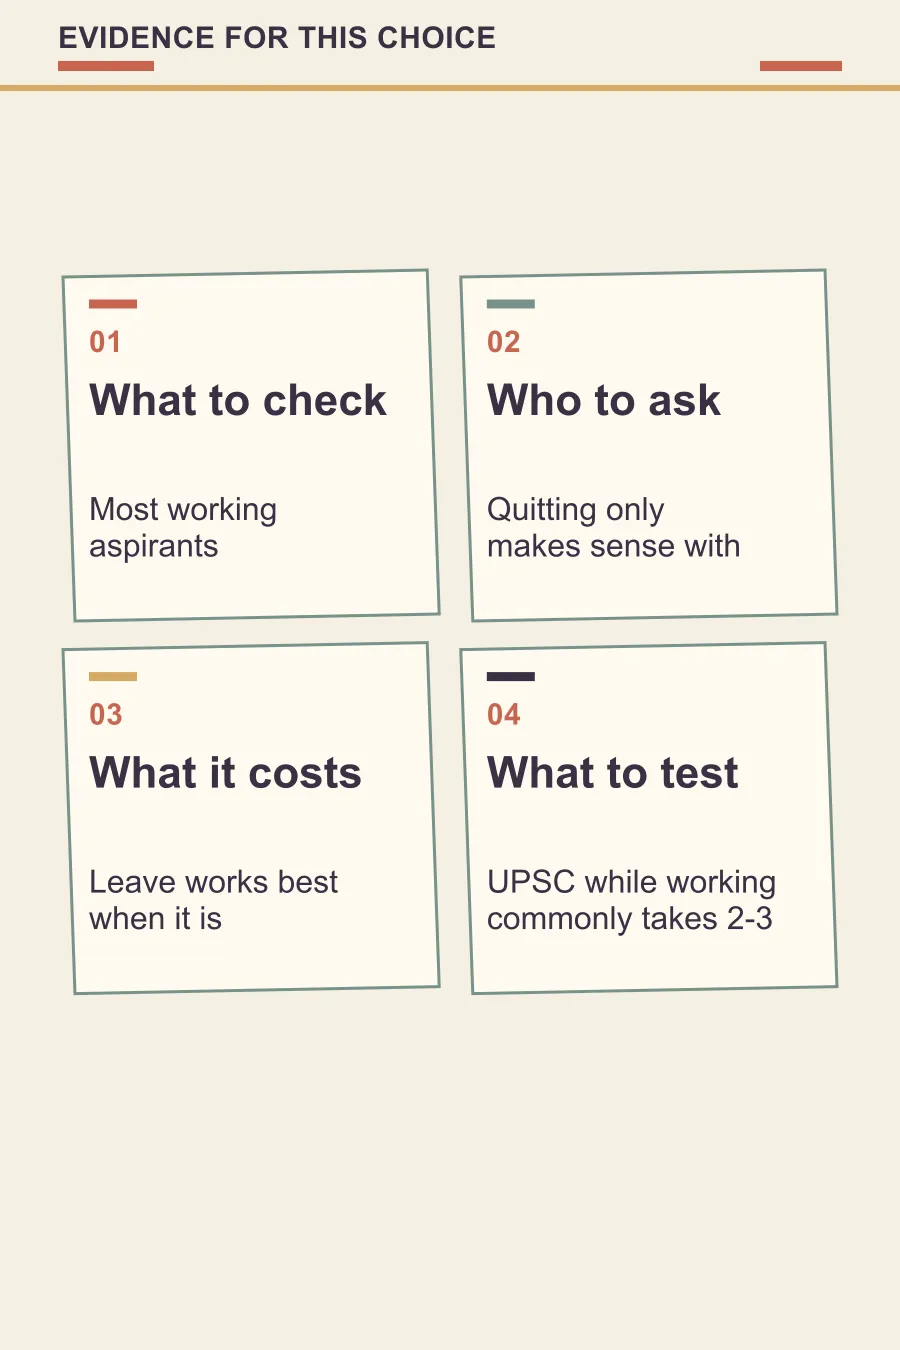 EVIDENCE FOR THIS CHOICE
01
What to check
Most working
aspirants
02
Who to ask
Quitting only
makes sense with
03
What it costs
Leave works best
when it is
04
What to test
UPSC while working
commonly takes 2-3